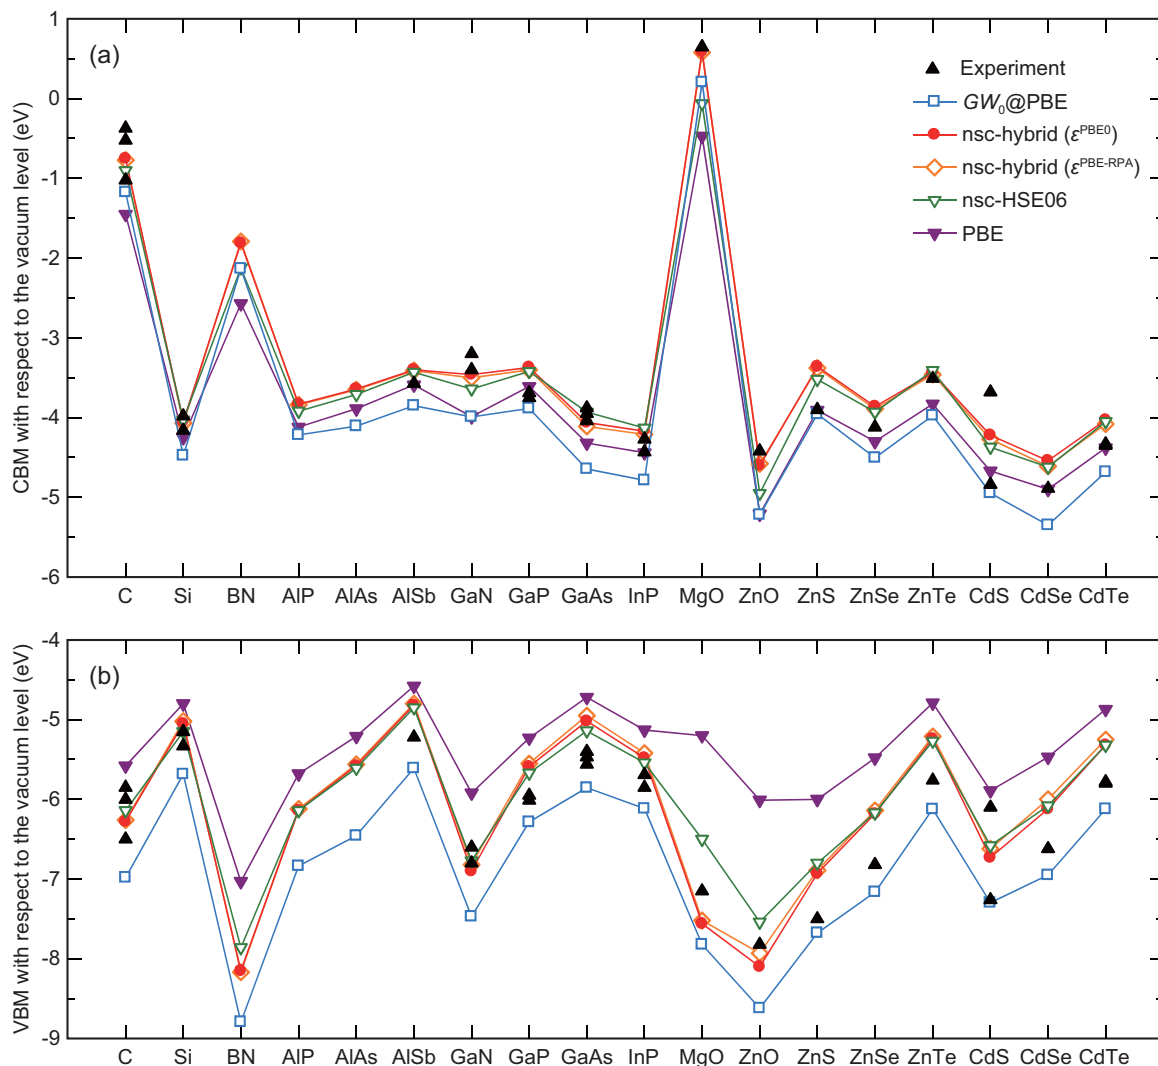 (a)
CBM with respect to the vacuum level (eV)
1
0
-1
-2
-3
-4
-5
-6
Experiment
GW₀@PBE
nsc-hybrid (ε^PBE0)
nsc-hybrid (ε^PBE-RPA)
nsc-HSE06
PBE
C Si BN AlP AlAs AlSb GaN GaP GaAs InP MgO ZnO ZnS ZnSe ZnTe CdS CdSe CdTe
(b)
VBM with respect to the vacuum level (eV)
-4
-5
-6
-7
-8
-9
C Si BN AlP AlAs AlSb GaN GaP GaAs InP MgO ZnO ZnS ZnSe ZnTe CdS CdSe CdTe